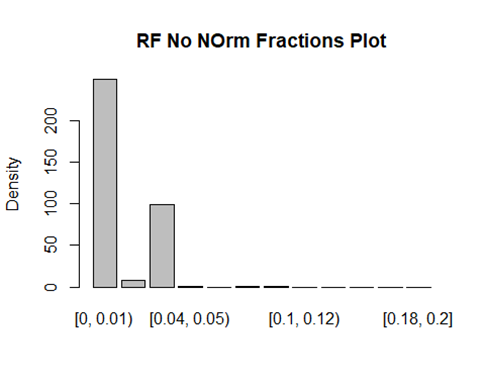 RF No NOrm Fractions Plot
Density
200
150
100
50
0
[0, 0.01) [0.04, 0.05) [0.1, 0.12) [0.18, 0.2]